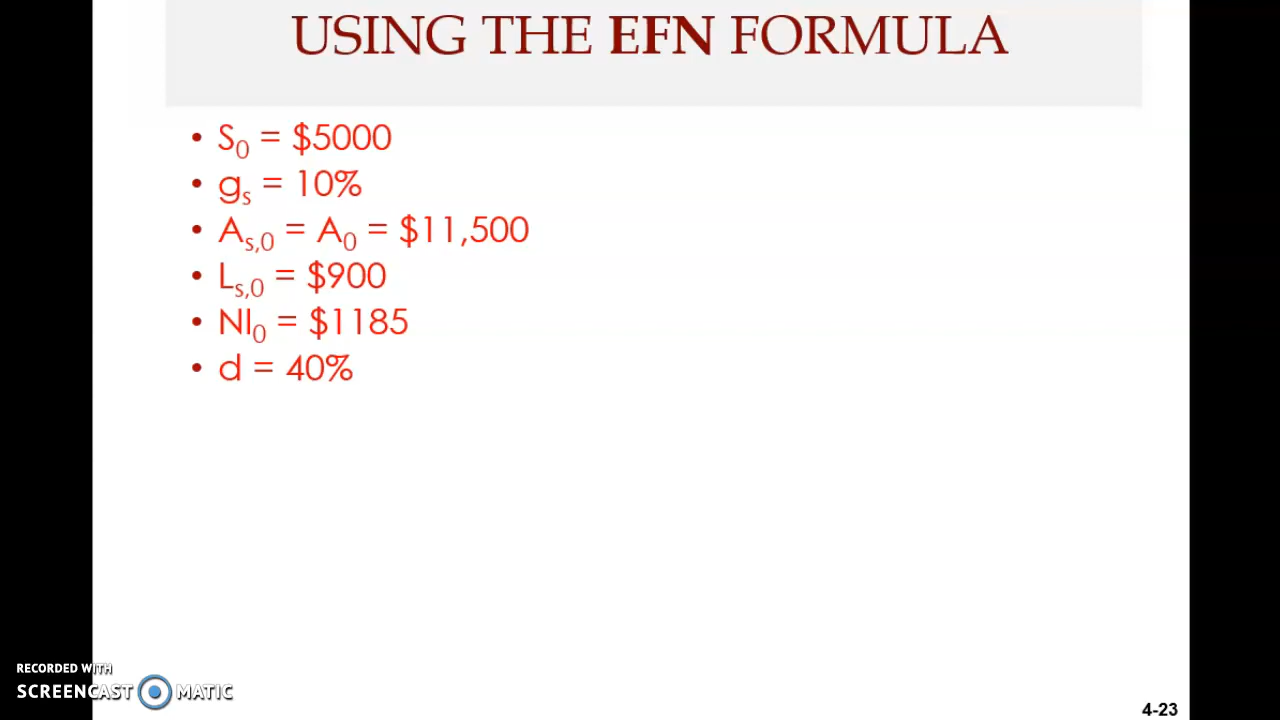 USING THE EFN FORMULA
• S₀ = $5000
• gₛ = 10%
• Aₛ,₀ = A₀ = $11,500
• Lₛ,₀ = $900
• NI₀ = $1185
• d = 40%
RECORDED WITH
SCREENCAST MATIC
4-23